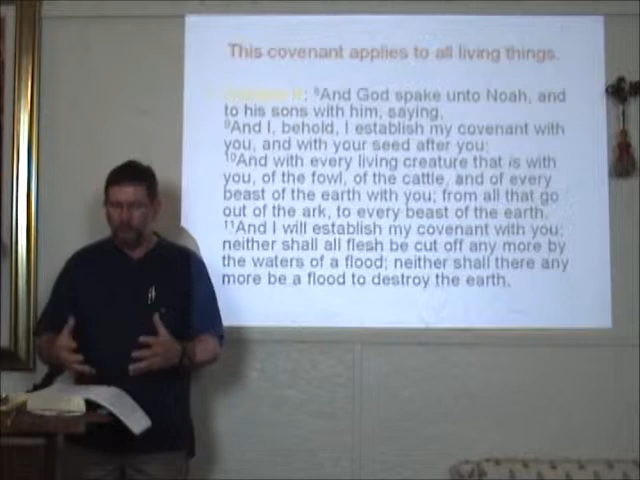 This covenant applies to all living things.
: ⁸And God spake unto Noah, and
to his sons with him, saying,
⁹And I, behold, I establish my covenant with
you, and with your seed after you;
¹⁰And with every living creature that is with
you, of the fowl, of the cattle, and of every
beast of the earth with you; from all that go
out of the ark, to every beast of the earth.
¹¹And I will establish my covenant with you;
neither shall all flesh be cut off any more by
the waters of a flood; neither shall there any
more be a flood to destroy the earth.